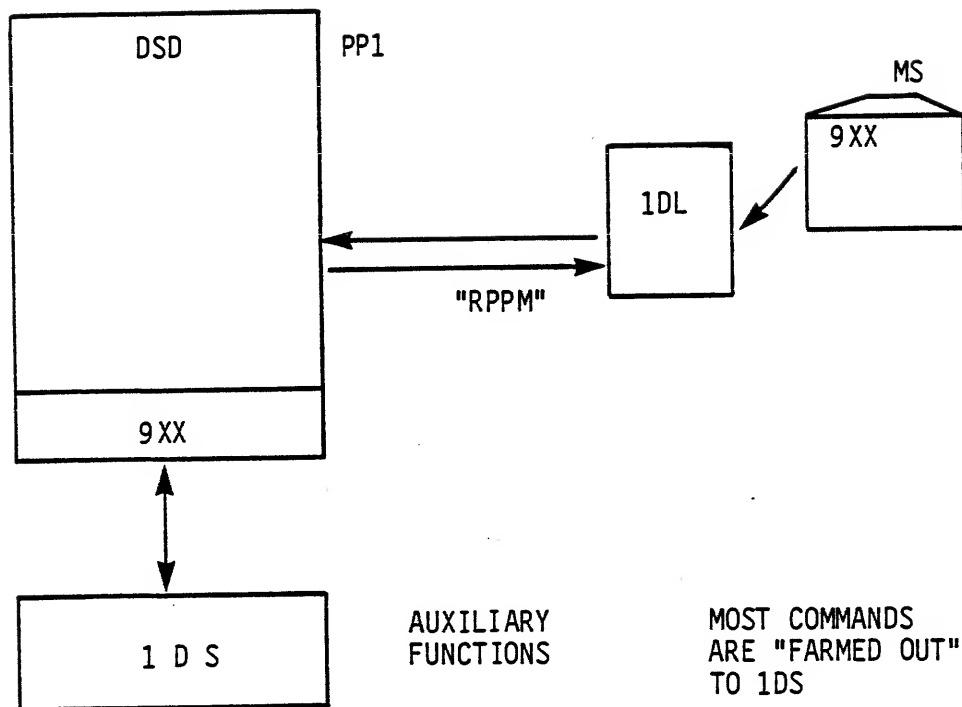 DSD
PP1
MS
9XX
1DL
"RPPM"
9XX
1 D S
AUXILIARY
FUNCTIONS
MOST COMMANDS
ARE "FARMED OUT"
TO 1DS